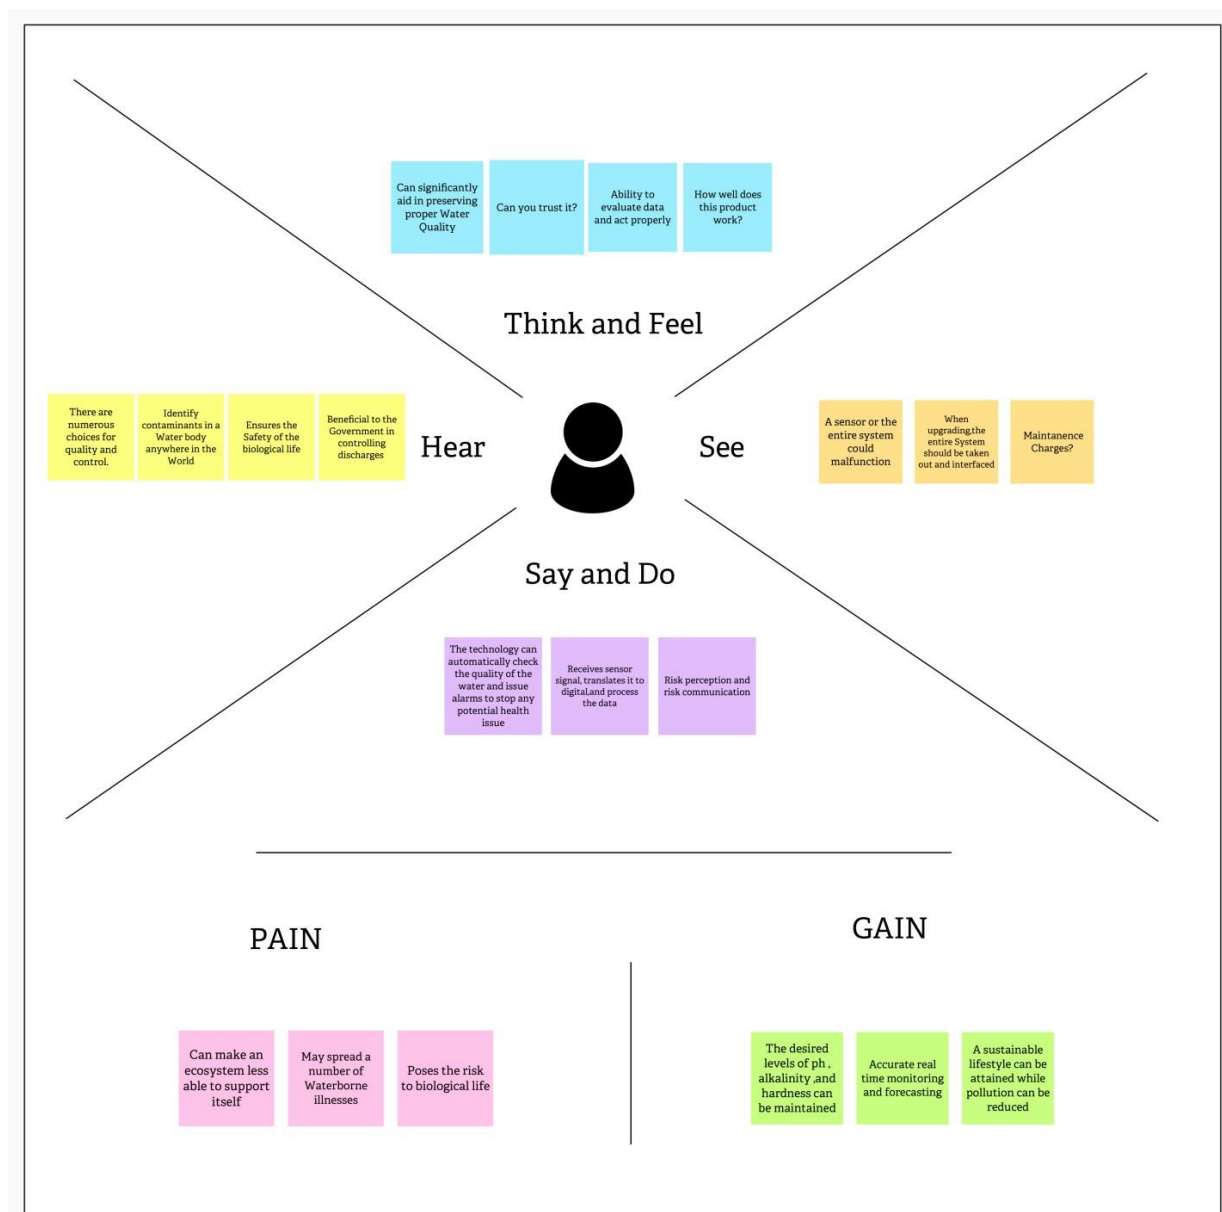 Can significantly
aid in preserving
proper Water
Quality
Can you trust it?
Ability to
evaluate data
and act properly
How well does
this product
work?
Think and Feel
There are
numerous
choices for
quality and
control.
Identify
contaminants in a
Water body
anywhere in the
World
Ensures the
Safety of the
biological life
Beneficial to the
Government in
controlling
discharges
Hear
See
A sensor or the
entire system
could
malfunction
When
upgrading,the
entire System
should be taken
out and interfaced
Maintanence
Charges?
Say and Do
The technology can
automatically check
the quality of the
water and issue
alarms to stop any
potential health
issue
Receives sensor
signal, translates it to
digital,and process
the data
Risk perception and
risk communication
PAIN
GAIN
Can make an
ecosystem less
able to support
itself
May spread a
number of
Waterborne
illnesses
Poses the risk
to biological life
The desired
levels of ph ,
alkalinity ,and
hardness can
be maintained
Accurate real
time monitoring
and forecasting
A sustainable
lifestyle can be
attained while
pollution can be
reduced